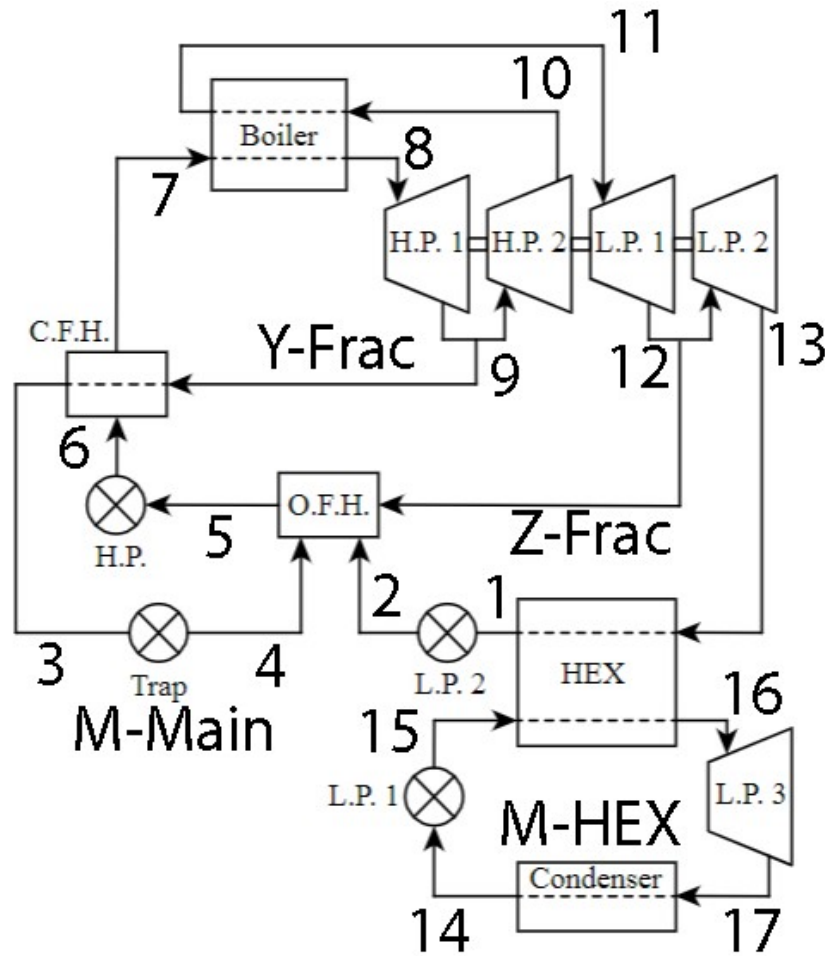 11
10
Boiler
8
7
H.P. 1
H.P. 2
L.P. 1
L.P. 2
C.F.H.
Y-Frac
9
12
13
6
O.F.H.
5
H.P.
Z-Frac
2
1
HEX
3
Trap
4
L.P. 2
16
M-Main
15
L.P. 1
M-HEX
L.P. 3
Condenser
14
17